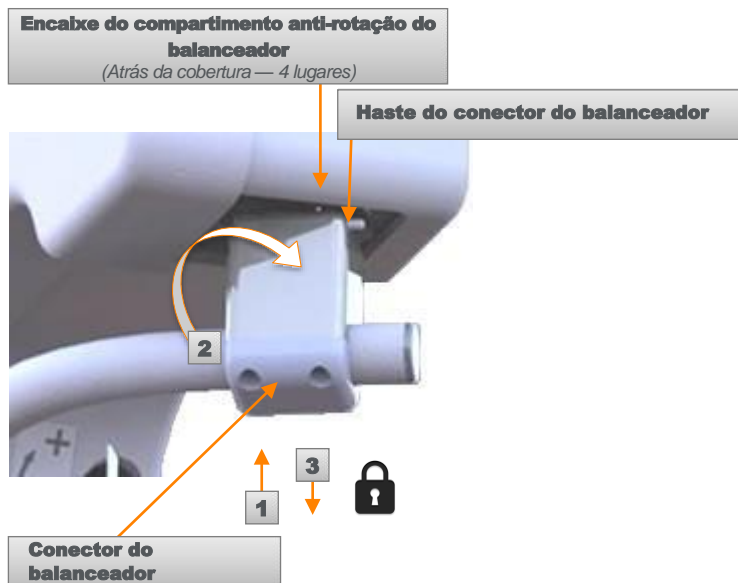 Encaixe do compartimento anti-rotação do
balanceador
(Atrás da cobertura — 4 lugares)
Haste do conector do balanceador
2
3
1
Conector do
balanceador